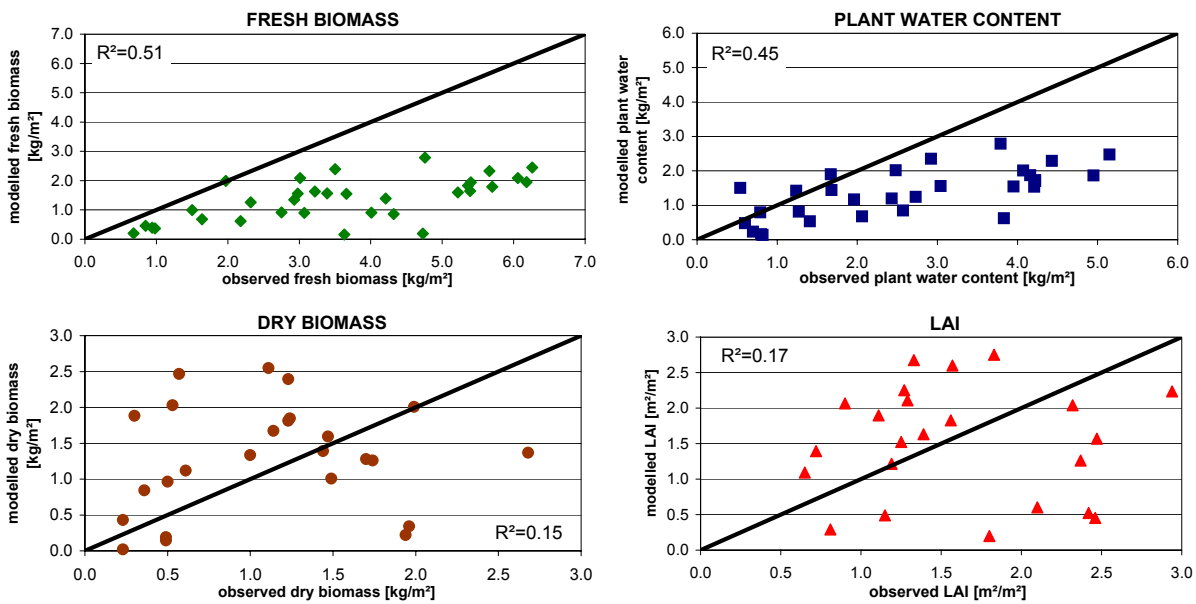 FRESH BIOMASS
modelled fresh biomass
[kg/m²]
7.0
6.0
5.0
4.0
3.0
2.0
1.0
0.0
R²=0.51
0.0 1.0 2.0 3.0 4.0 5.0 6.0 7.0
observed fresh biomass [kg/m²]
PLANT WATER CONTENT
modelled plant water
content [kg/m²]
6.0
5.0
4.0
3.0
2.0
1.0
0.0
R²=0.45
0.0 1.0 2.0 3.0 4.0 5.0 6.0
observed plant water content [kg/m²]
DRY BIOMASS
modelled dry biomass
[kg/m²]
3.0
2.5
2.0
1.5
1.0
0.5
0.0
R²=0.15
0.0 0.5 1.0 1.5 2.0 2.5 3.0
observed dry biomass [kg/m²]
LAI
modelled LAI [m²/m²]
3.0
2.5
2.0
1.5
1.0
0.5
0.0
R²=0.17
0.0 0.5 1.0 1.5 2.0 2.5 3.0
observed LAI [m²/m²]